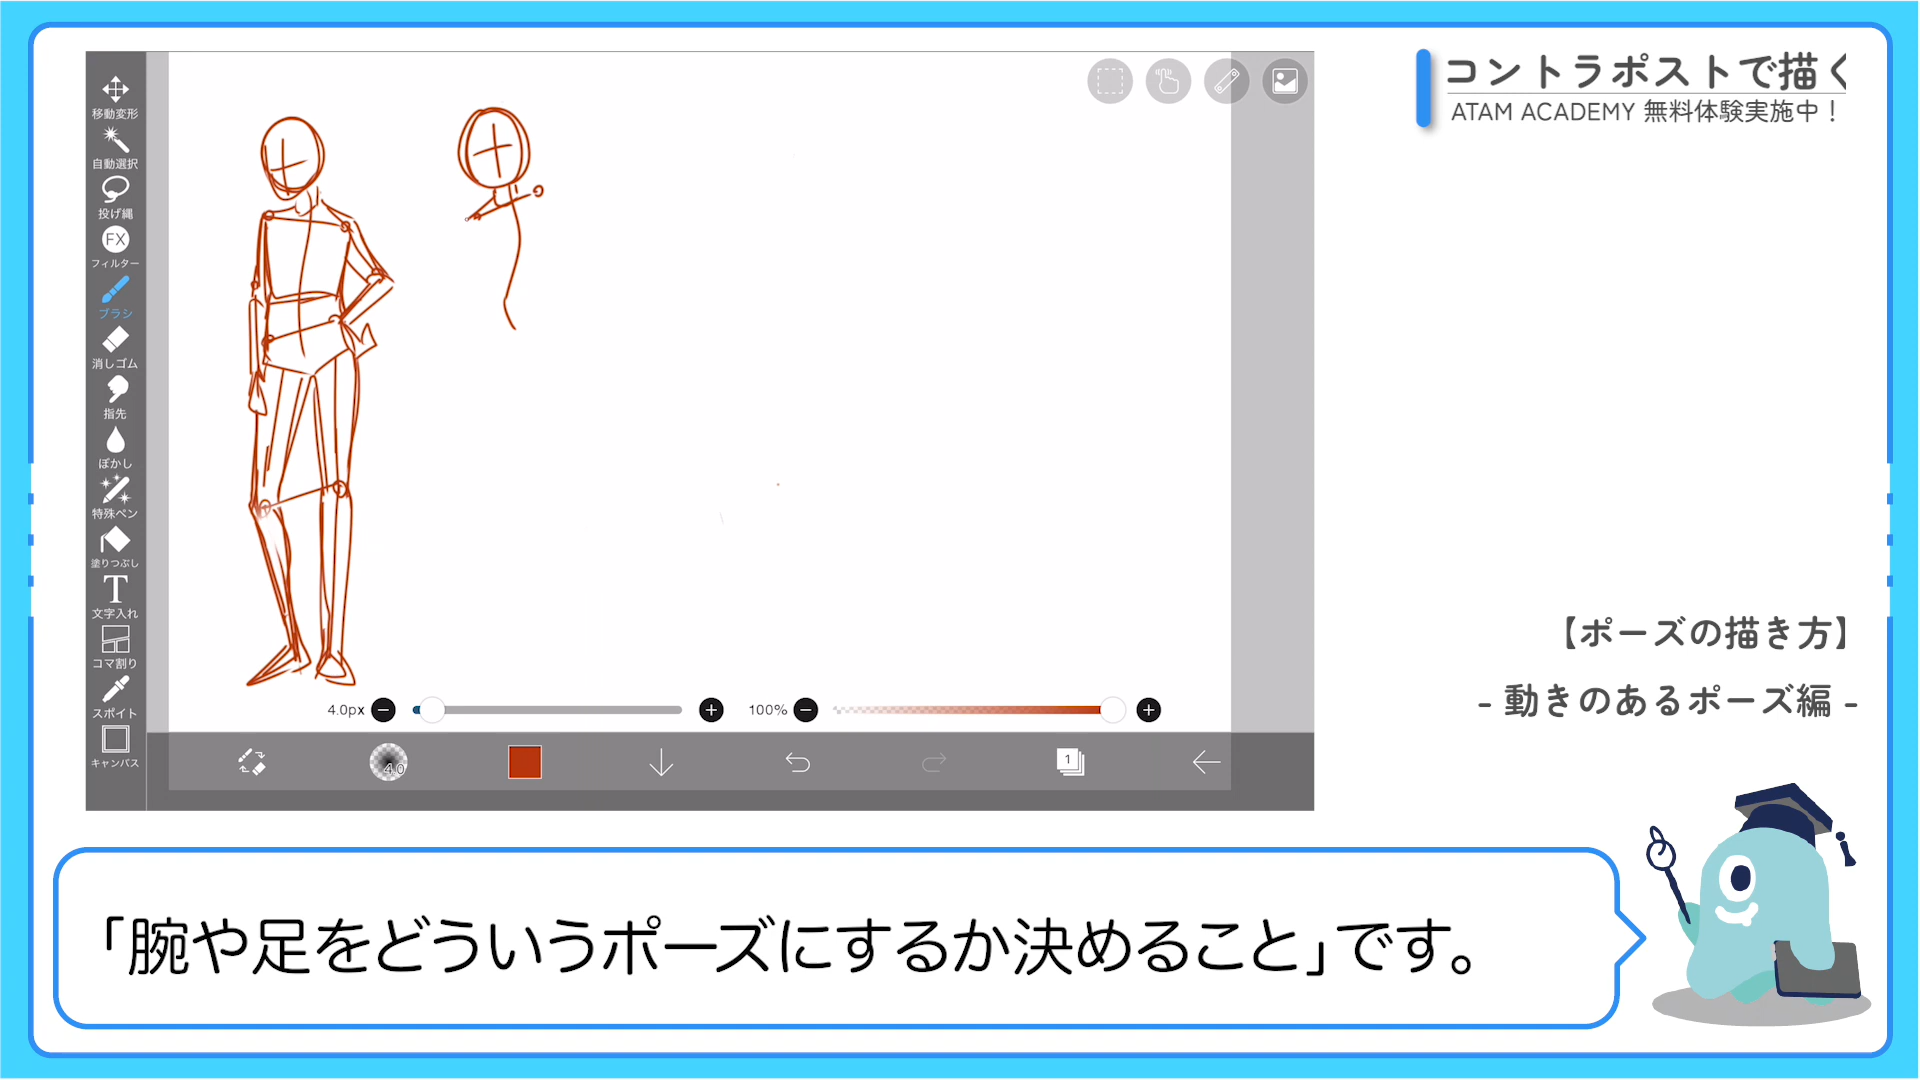 コントラポストで描く
ATAM ACADEMY 無料体験実施中！
移動変形
自動選択
投げ縄
FX
フィルター
ブラシ
消しゴム
指先
ぼかし
特殊ペン
塗りつぶし
T
文字入れ
コマ割り
スポイト
キャンバス
4.0px
100%
4.0
1
【ポーズの描き方】
- 動きのあるポーズ編 -
「腕や足をどういうポーズにするか決めること」です。